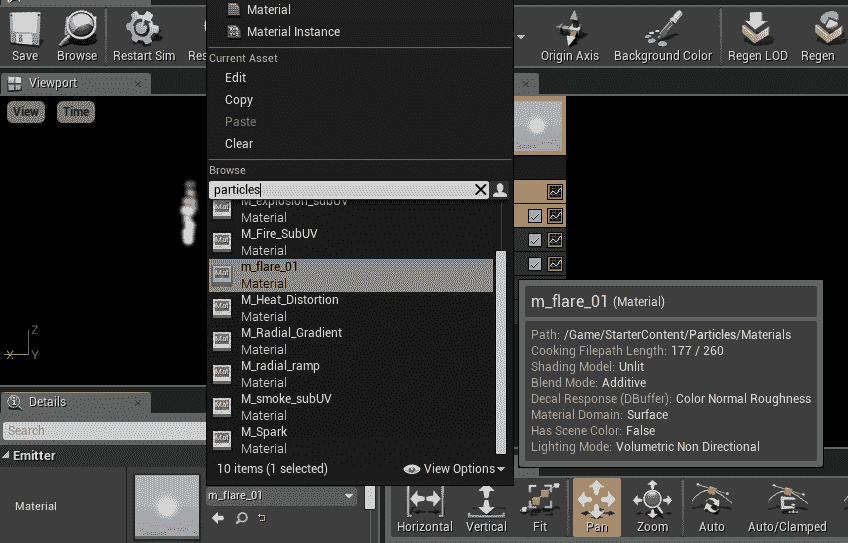 Material
Material Instance
Save
Browse
Restart Sim
Res
Origin Axis
Background Color
Regen LOD
Regen
Current Asset
Edit
Copy
Paste
Clear
Viewport
View
Time
Browse
particles
M_explosion_subUV
Material
M_Fire_SubUV
Material
m_flare_01
Material
M_Heat_Distortion
Material
M_Radial_Gradient
Material
M_radial_ramp
Material
M_smoke_subUV
Material
M_Spark
Material
10 items (1 selected)
View Options
m_flare_01 (Material)
Path: /Game/StarterContent/Particles/Materials
Cooking Filepath Length: 177 / 260
Shading Model: Unlit
Blend Mode: Additive
Decal Response (DBuffer): Color Normal Roughness
Material Domain: Surface
Has Scene Color: False
Lighting Mode: Volumetric Non Directional
Z
X
Y
Details
Search
Emitter
Material
m_flare_01
Horizontal
Vertical
Fit
Pan
Zoom
Auto
Auto/Clamped